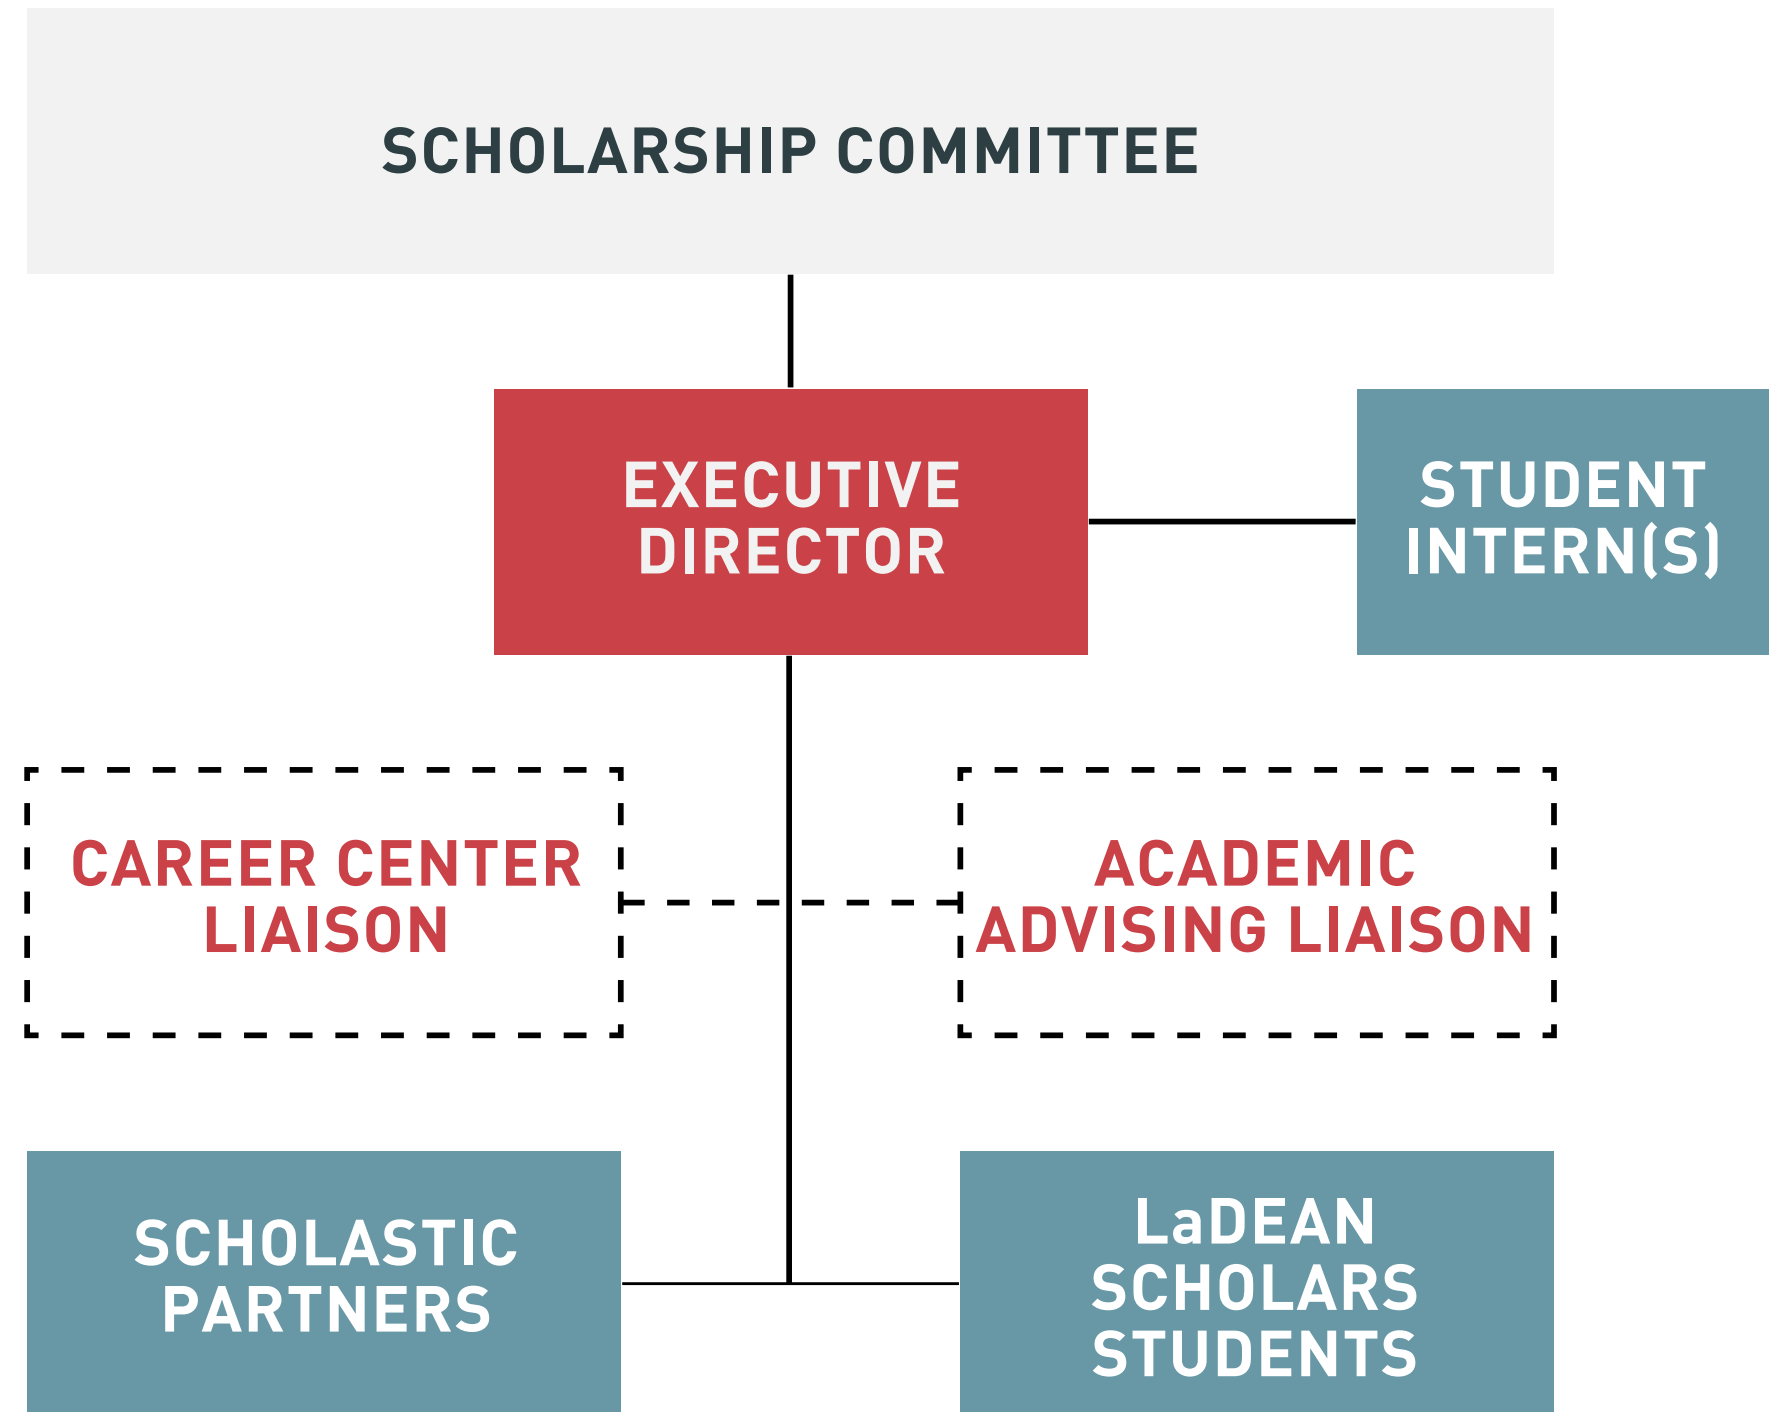 SCHOLARSHIP COMMITTEE
EXECUTIVE
DIRECTOR
STUDENT
INTERN(S)
CAREER CENTER
LIAISON
ACADEMIC
ADVISING LIAISON
SCHOLASTIC
PARTNERS
LaDEAN
SCHOLARS
STUDENTS